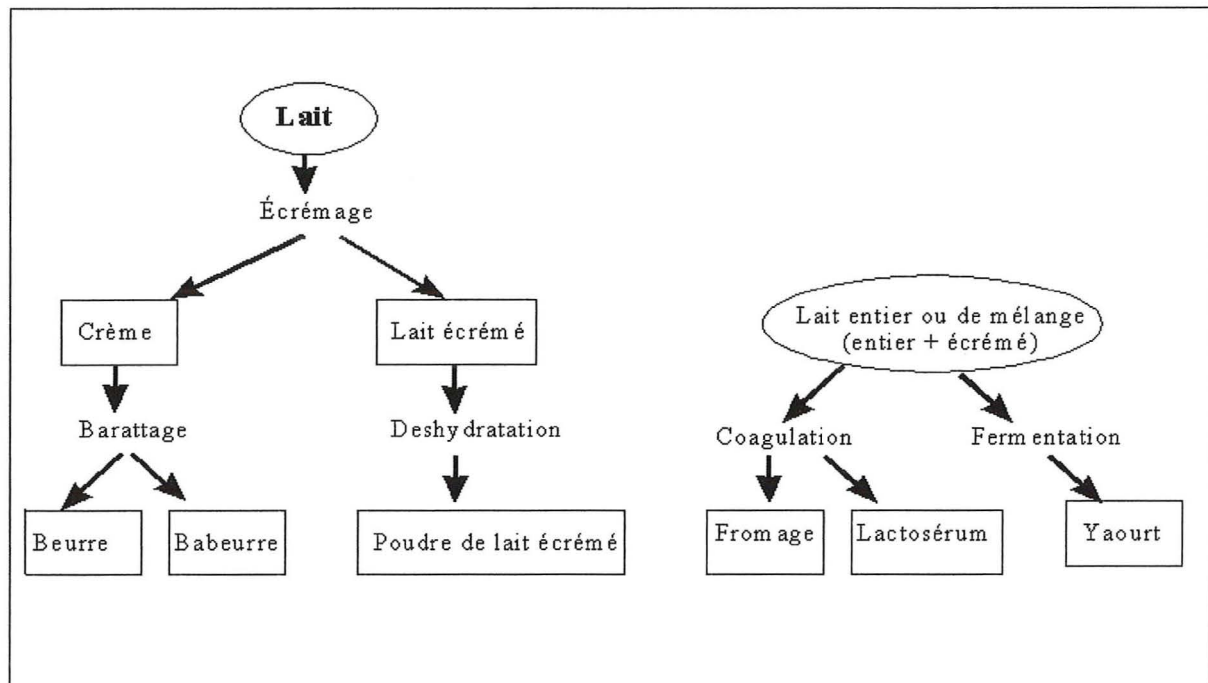 Lait
Écrémage
Crème
Lait écrémé
Lait entier ou de mélange
(entier + écrémé)
Barattage
Deshydratation
Coagulation
Fermentation
Beurre
Babeurre
Poudre de lait écrémé
Fromage
Lactosérum
Yaourt